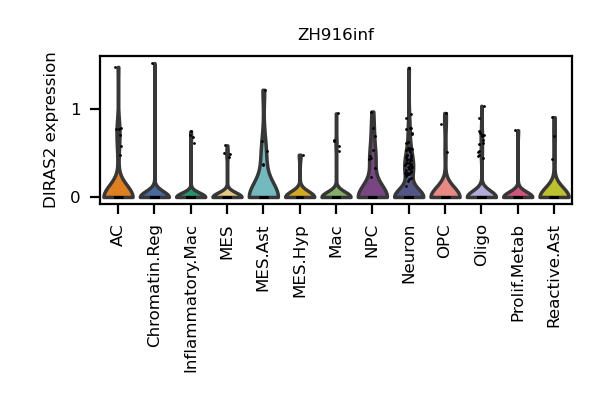 ZH916inf
DIRAS2 expression
1
0
AC
Chromatin.Reg
Inflammatory.Mac
MES
MES.Ast
MES.Hyp
Mac
NPC
Neuron
OPC
Oligo
Prolif.Metab
Reactive.Ast